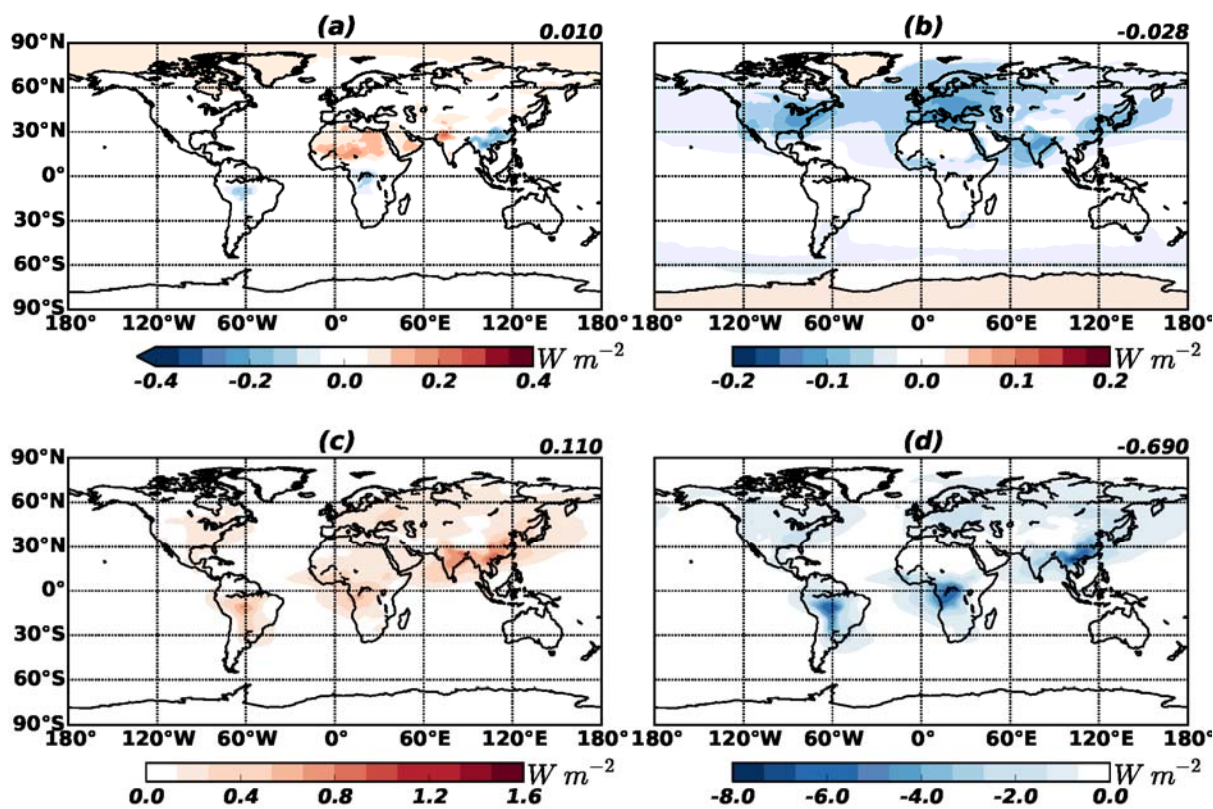 (a) 0.010
(b) -0.028
90°N
60°N
30°N
0°
30°S
60°S
90°S
180° 120°W 60°W 0° 60°E 120°E 180°
180° 120°W 60°W 0° 60°E 120°E 180°
-0.4 -0.2 0.0 0.2 0.4 W m⁻²
-0.2 -0.1 0.0 0.1 0.2 W m⁻²
(c) 0.110
(d) -0.690
90°N
60°N
30°N
0°
30°S
60°S
90°S
180° 120°W 60°W 0° 60°E 120°E 180°
180° 120°W 60°W 0° 60°E 120°E 180°
0.0 0.4 0.8 1.2 1.6 W m⁻²
-8.0 -6.0 -4.0 -2.0 0.0 W m⁻²